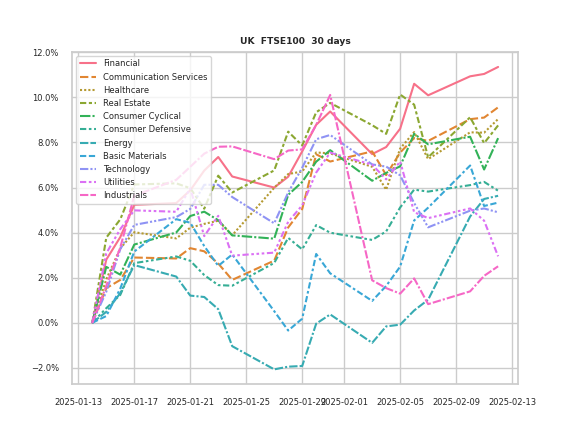 UK  FTSE100  30 days
12.0%
10.0%
8.0%
6.0%
4.0%
2.0%
0.0%
−2.0%
Financial
Communication Services
Healthcare
Real Estate
Consumer Cyclical
Consumer Defensive
Energy
Basic Materials
Technology
Utilities
Industrials
2025-01-13 2025-01-17 2025-01-21 2025-01-25 2025-01-29 2025-02-01 2025-02-05 2025-02-09 2025-02-13